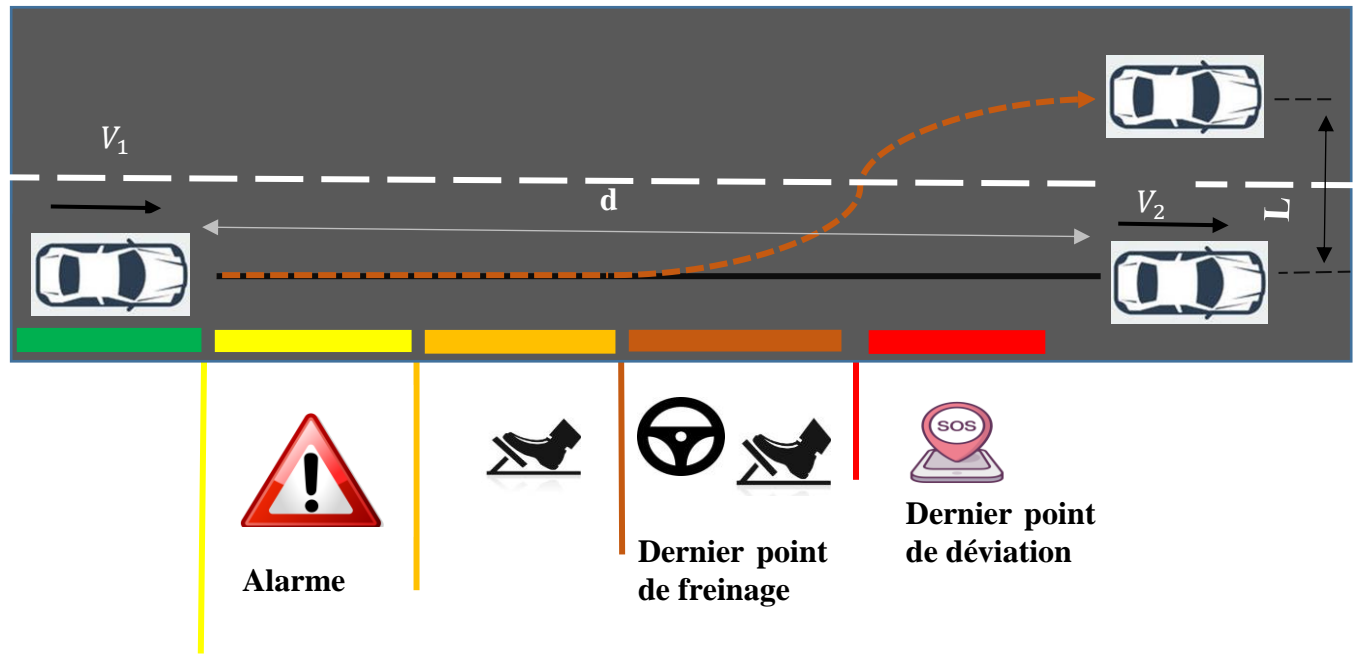 V₁
d
V₂
L
SOS
Alarme
Dernier point
de freinage
Dernier point
de déviation